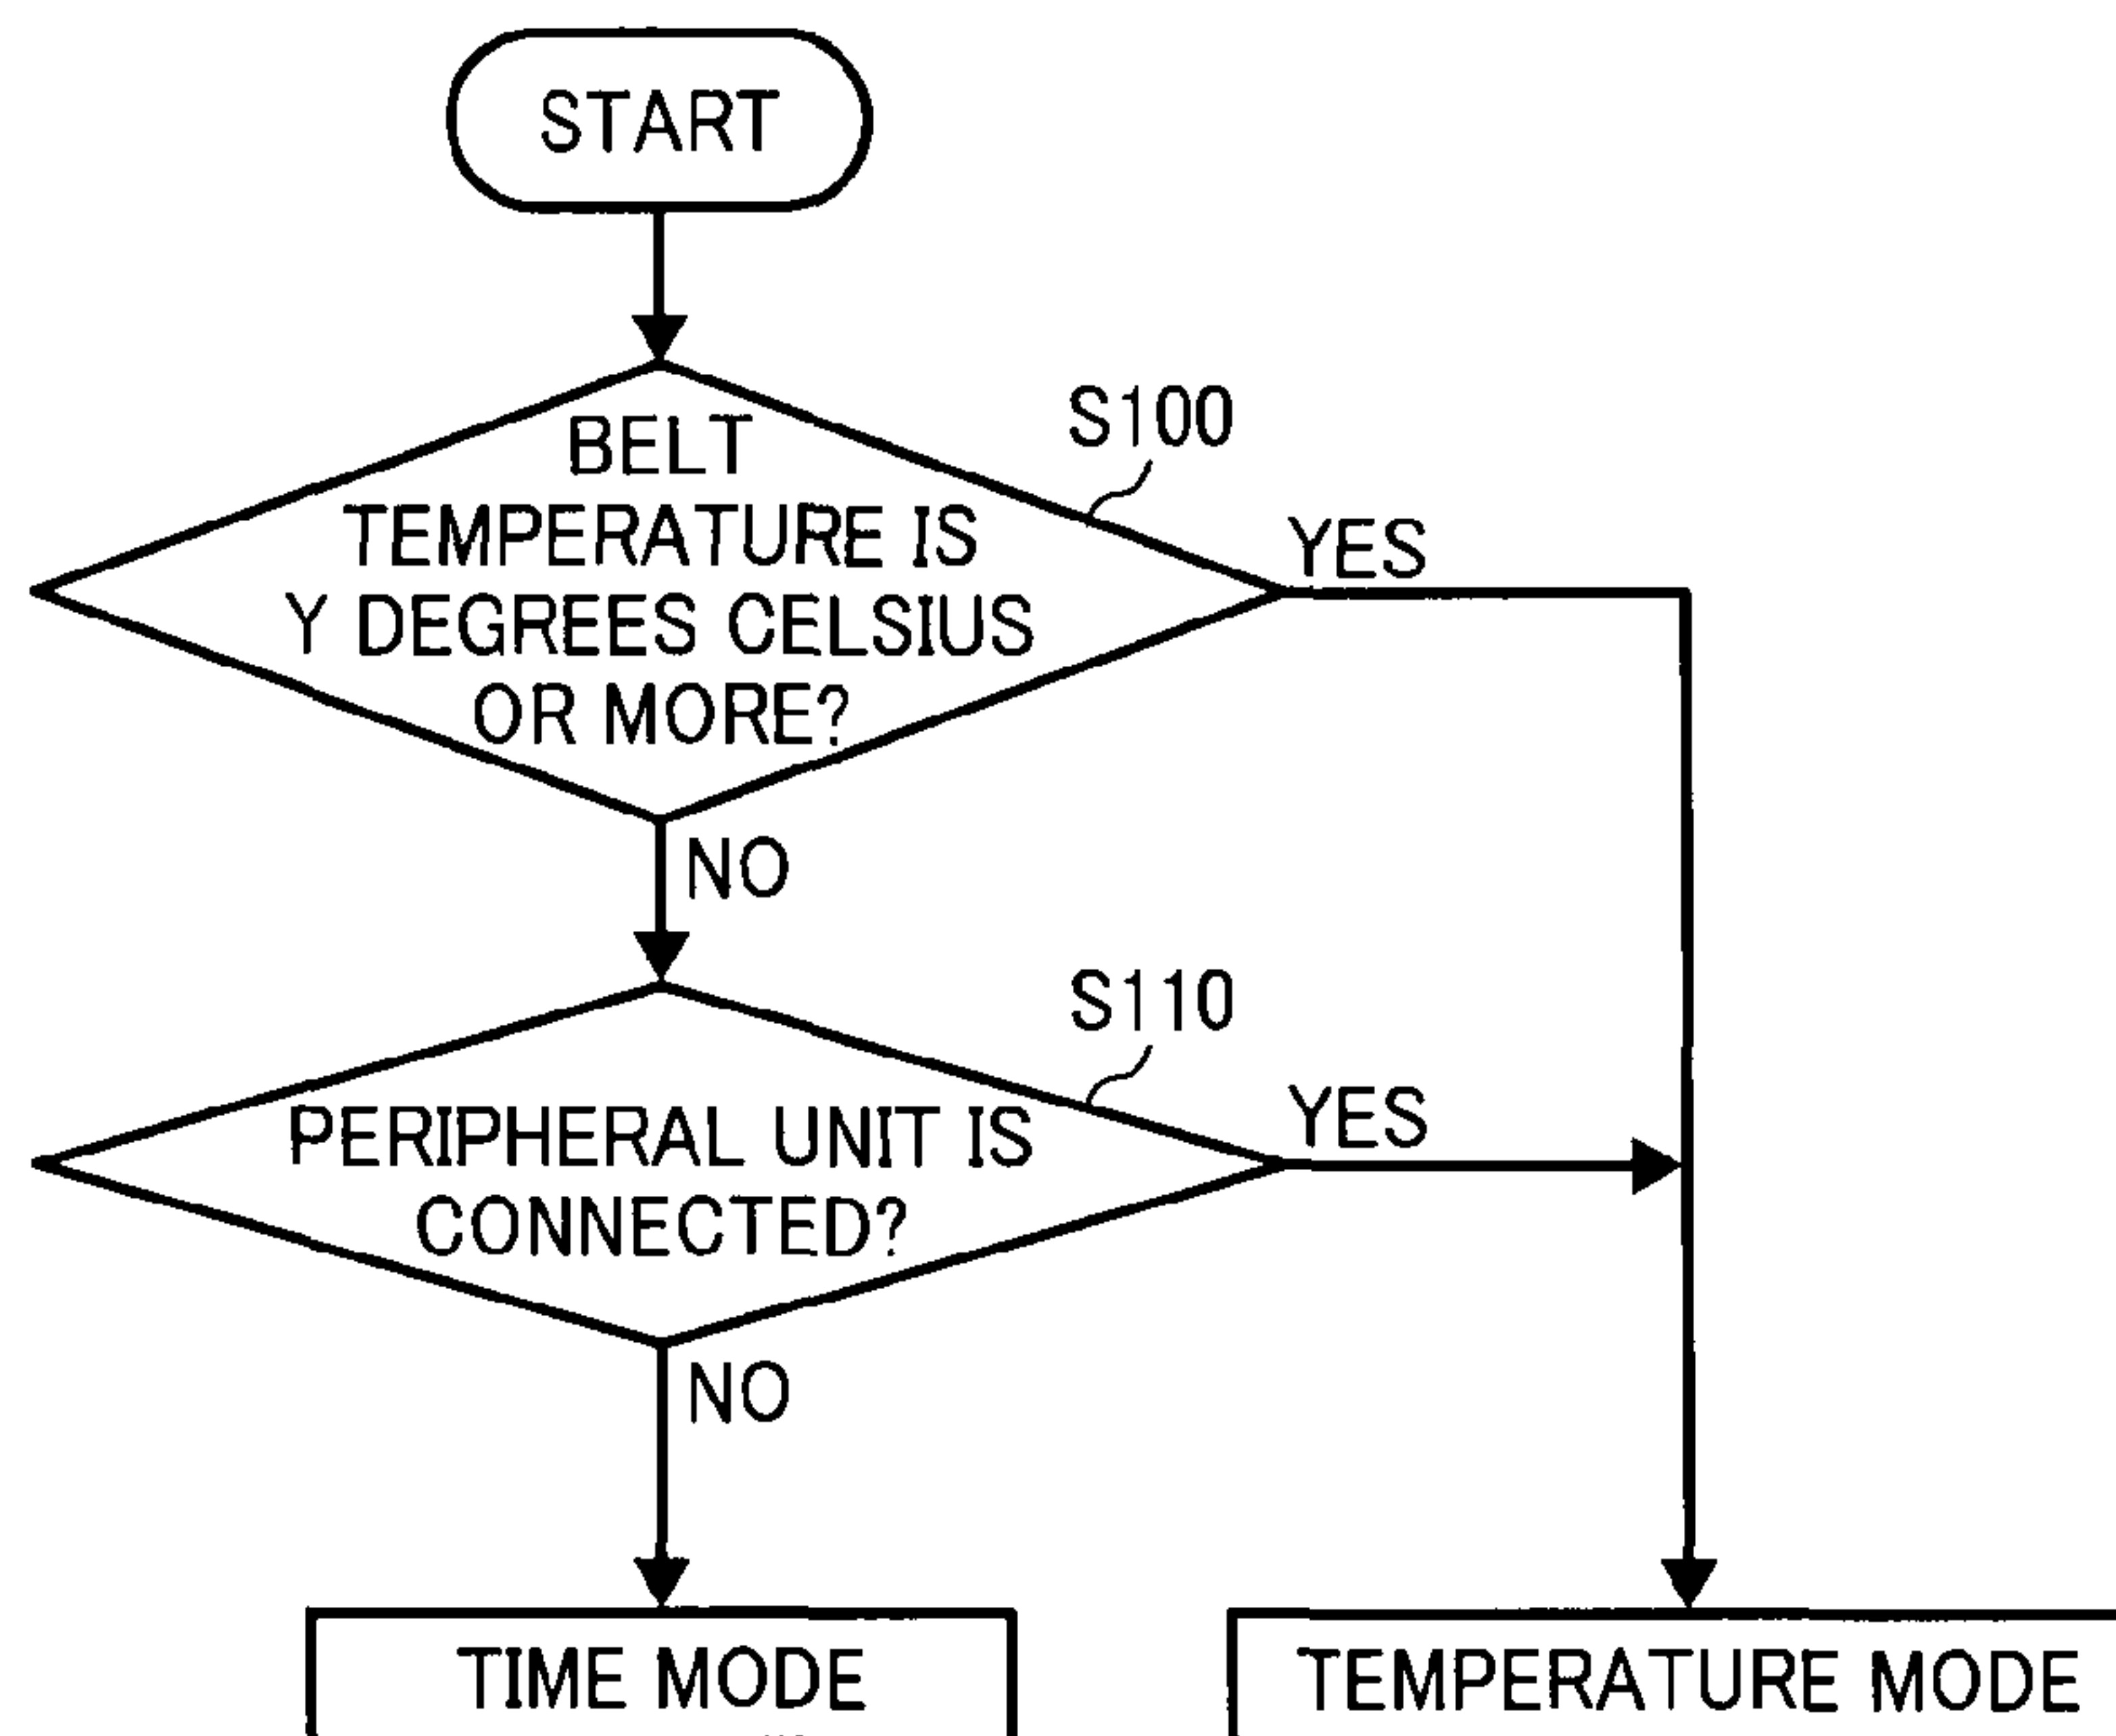 START
S100
BELT
TEMPERATURE IS
Y DEGREES CELSIUS
OR MORE?
YES
NO
S110
PERIPHERAL UNIT IS
CONNECTED?
YES
NO
TIME MODE
TEMPERATURE MODE